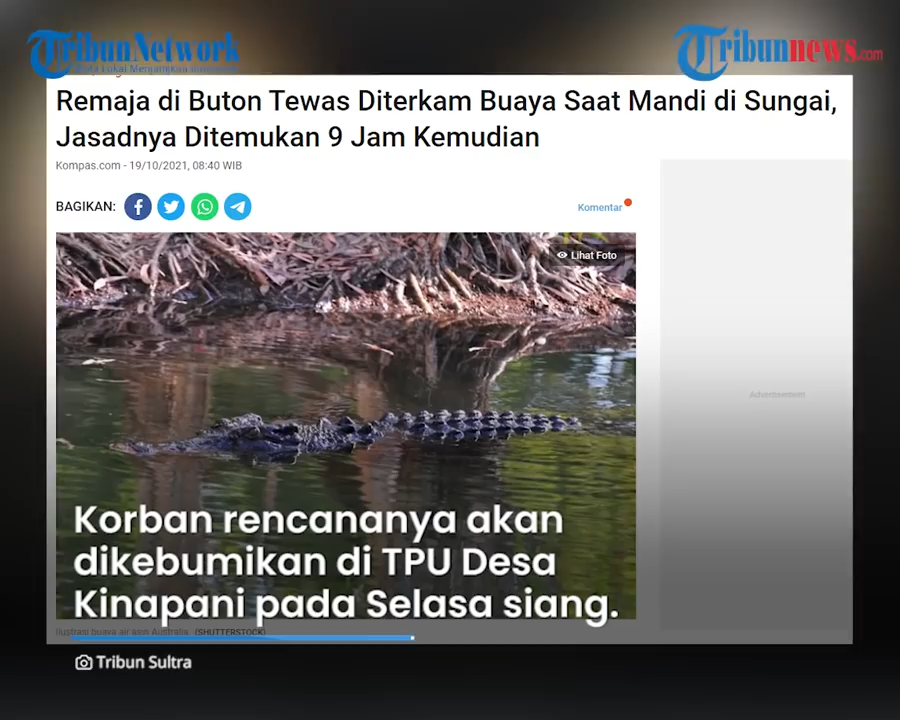 TribunNetwork
Tribunnews.com
Remaja di Buton Tewas Diterkam Buaya Saat Mandi di Sungai,
Jasadnya Ditemukan 9 Jam Kemudian
Kompas.com - 19/10/2021, 08:40 WIB
BAGIKAN:
Komentar
Lihat Foto
Advertisement
Korban rencananya akan
dikebumikan di TPU Desa
Kinapani pada Selasa siang.
Ilustrasi buaya air asin Australia. (SHUTTERSTOCK)
Tribun Sultra